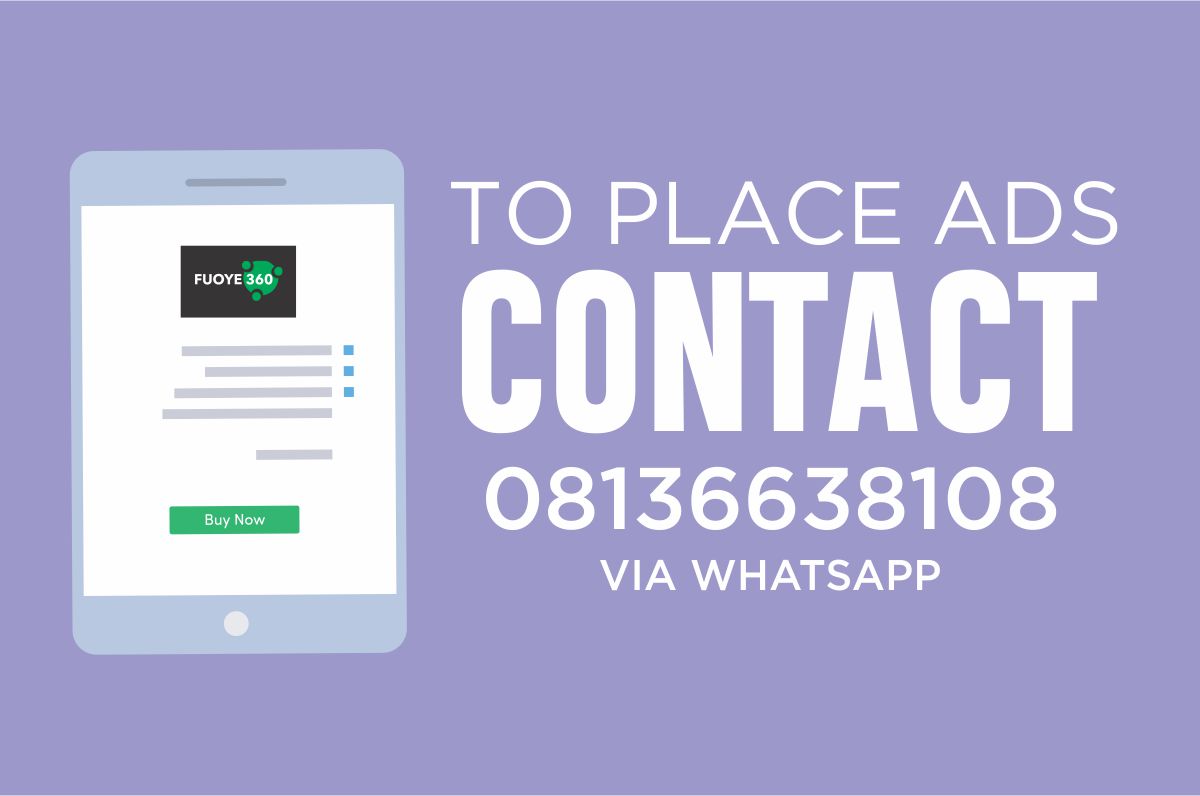 FUOYE 360
Buy Now
TO PLACE ADS
CONTACT
08136638108
VIA WHATSAPP